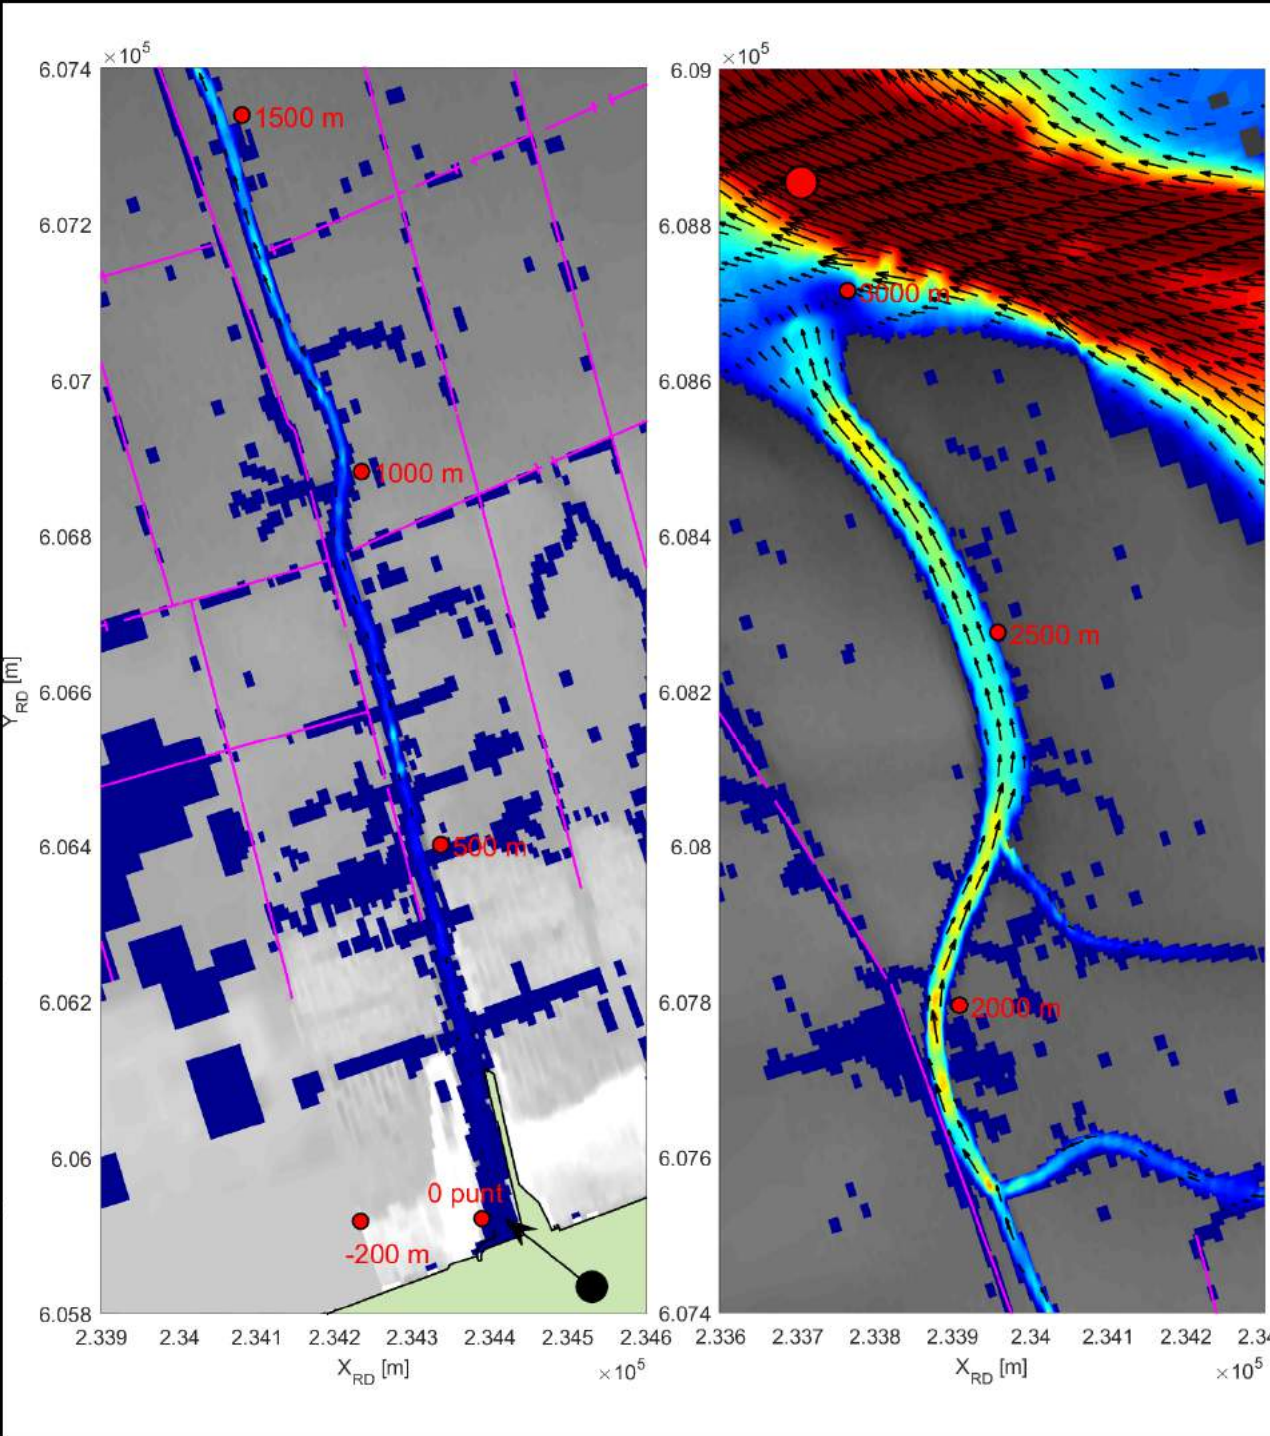 ×10⁵
6.074
1500 m
6.072
6.07
1000 m
6.068
6.066
6.064
500 m
6.062
6.06
0 punt
-200 m
6.058
2.339 2.34 2.341 2.342 2.343 2.344 2.345 2.346
X_RD [m] ×10⁵
Y_RD [m]
×10⁵
6.09
6.088
3000 m
6.086
6.084
2500 m
6.082
6.08
6.078
2000 m
6.076
6.074
2.336 2.337 2.338 2.339 2.34 2.341 2.342
X_RD [m] ×10⁵